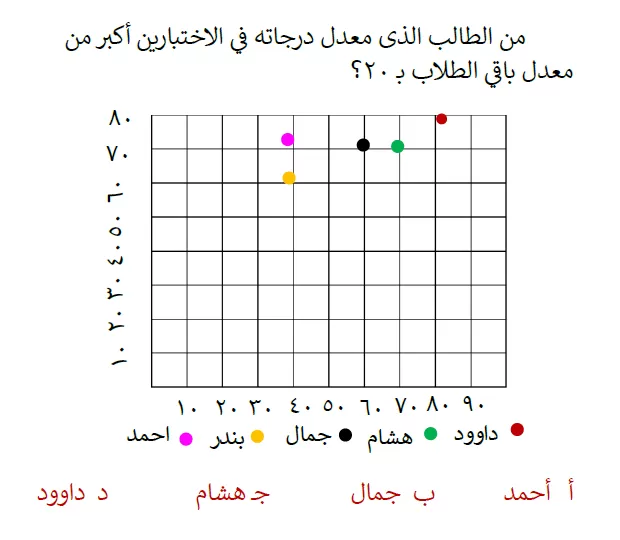 من الطالب الذى معدل درجاته في الاختبارين أكبر من
معدل باقي الطلاب بـ ٢٠؟
٨٠
٧٠
٦٠
٥٠
٤٠
٣٠
٢٠
١٠
١٠ ٢٠ ٣٠ ٤٠ ٥٠ ٦٠ ٧٠ ٨٠ ٩٠
داوود هشام جمال بندر احمد
أ أحمد ب جمال جـ هشام د داوود